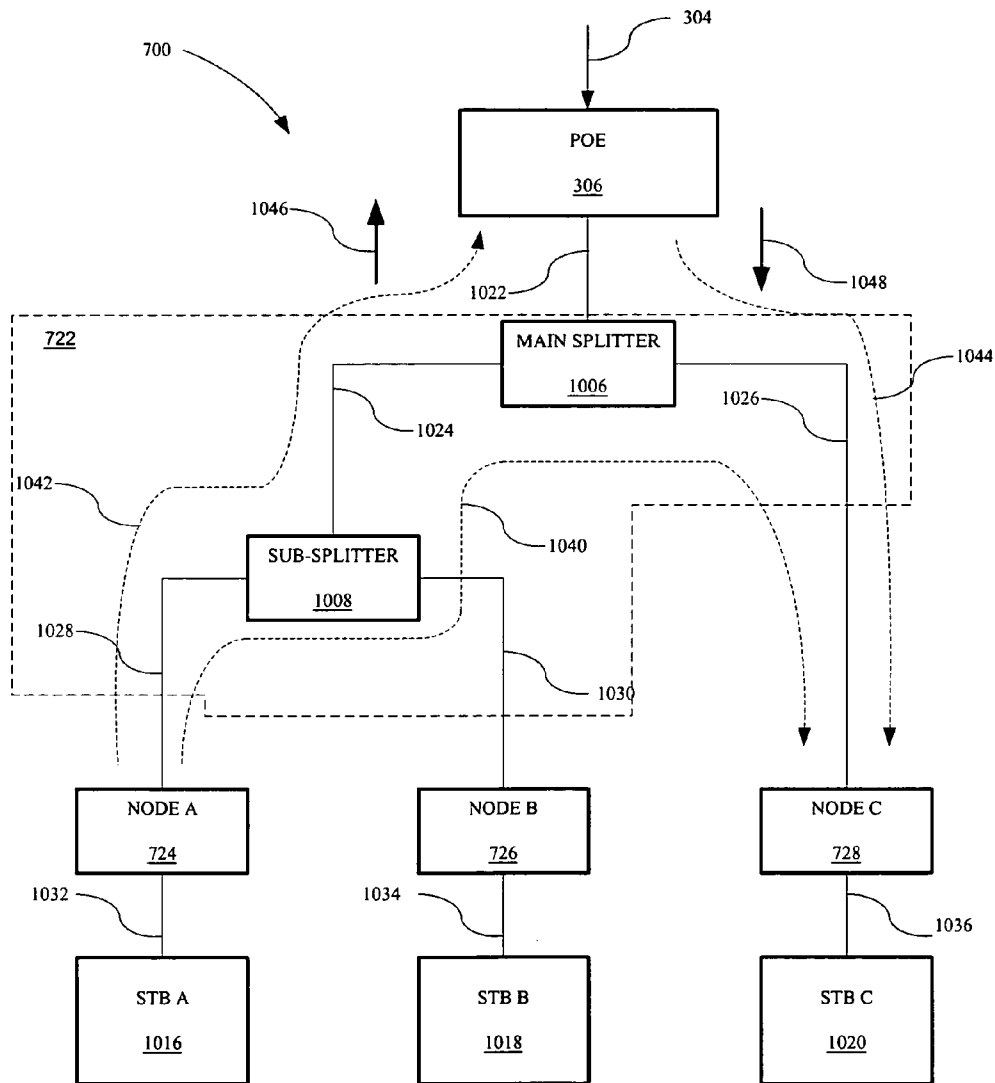 304
700
POE
306
1046
1022
1048
722
MAIN SPLITTER
1006
1044
1024
1026
1042
SUB-SPLITTER
1008
1040
1028
1030
NODE A
724
NODE B
726
NODE C
728
1032
1034
1036
STB A
1016
STB B
1018
STB C
1020